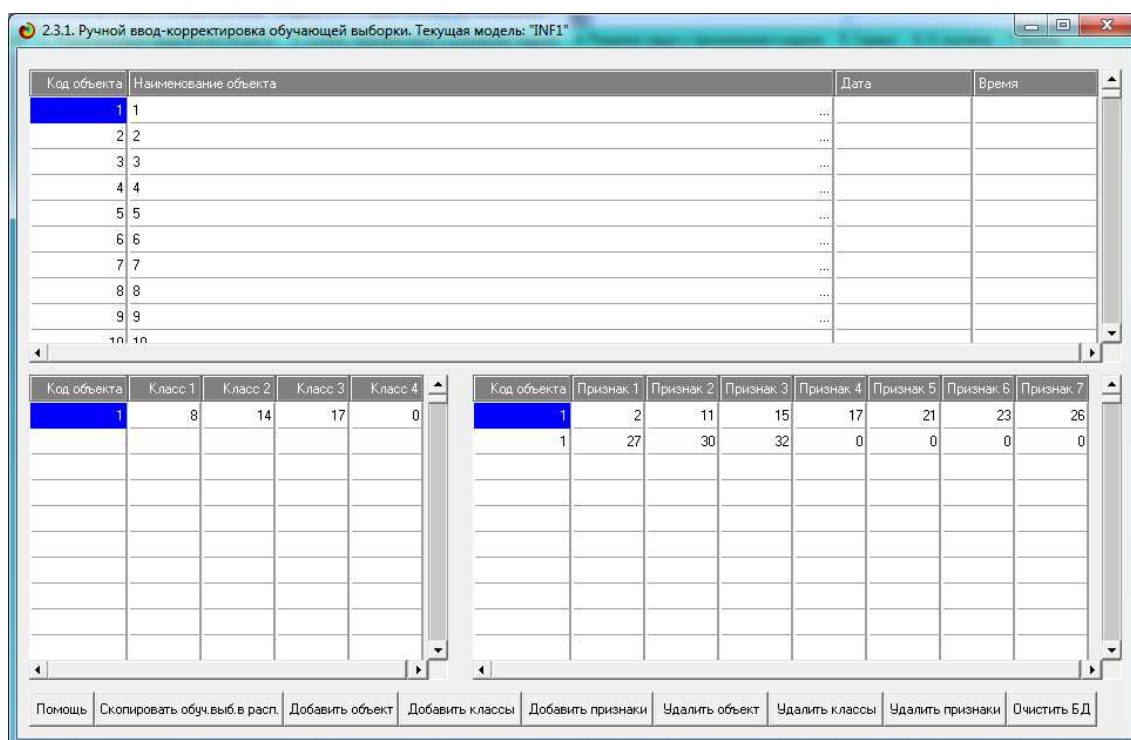 2.3.1. Ручной ввод-корректировка обучающей выборки. Текущая модель: "INF1"
Код объекта Наименование объекта Дата Время
1 1 ...
2 2 ...
3 3 ...
4 4 ...
5 5 ...
6 6 ...
7 7 ...
8 8 ...
9 9 ...
10 10
Код объекта Класс 1 Класс 2 Класс 3 Класс 4
1 8 14 17 0
Код объекта Признак 1 Признак 2 Признак 3 Признак 4 Признак 5 Признак 6 Признак 7
1 2 11 15 17 21 23 26
1 27 30 32 0 0 0 0
Помощь Скопировать обуч.выб.в расп. Добавить объект Добавить классы Добавить признаки Удалить объект Удалить классы Удалить признаки Очистить БД